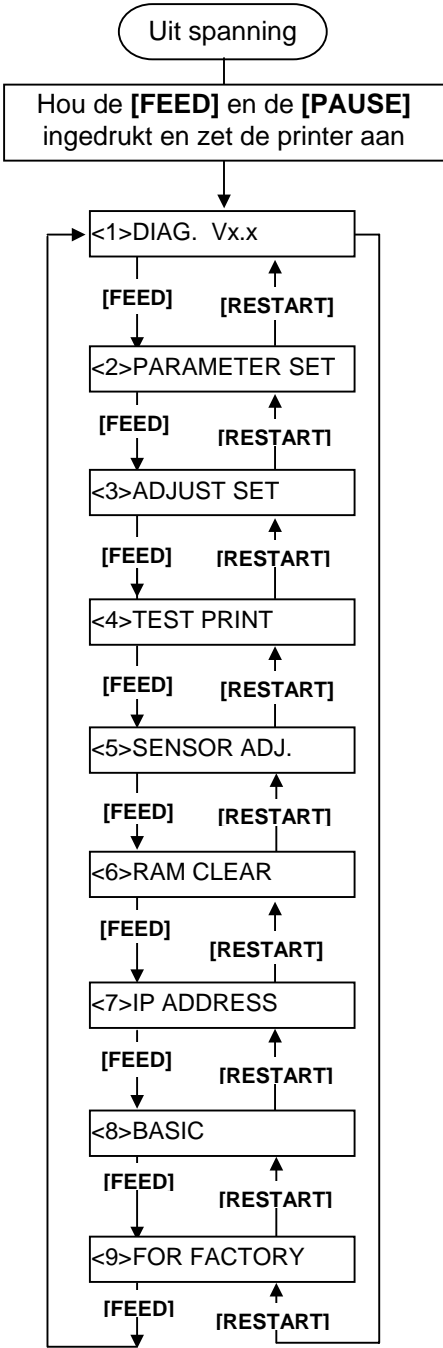 Uit spanning
Hou de [FEED] en de [PAUSE]
ingedrukt en zet de printer aan
<1>DIAG. Vx.x
[FEED] [RESTART]
<2>PARAMETER SET
[FEED] [RESTART]
<3>ADJUST SET
[FEED] [RESTART]
<4>TEST PRINT
[FEED] [RESTART]
<5>SENSOR ADJ.
[FEED] [RESTART]
<6>RAM CLEAR
[FEED] [RESTART]
<7>IP ADDRESS
[FEED] [RESTART]
<8>BASIC
[FEED] [RESTART]
<9>FOR FACTORY
[FEED] [RESTART]